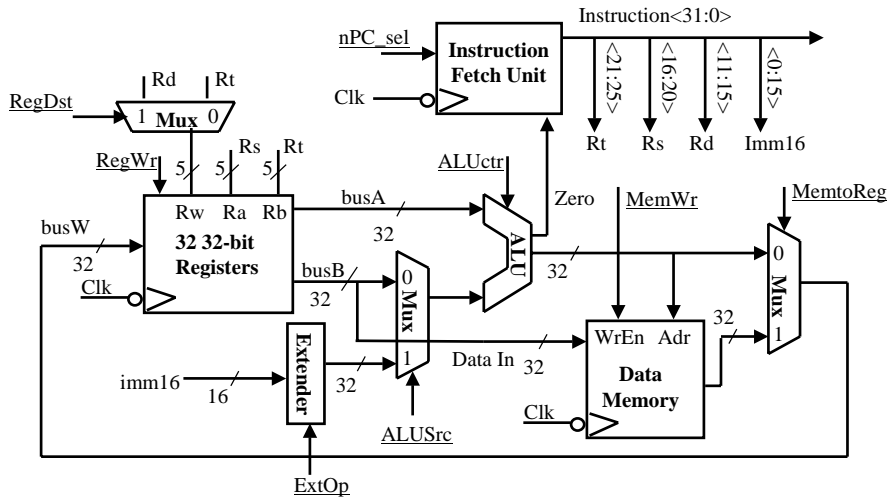 Instruction<31:0>
nPC_sel
Instruction
Fetch Unit
Clk
<21:25>
<16:20>
<11:15>
<0:15>
Rt
Rs
Rd
Imm16
Rd
Rt
RegDst
1 Mux 0
RegWr
5
5
Rs
5
Rt
ALUctr
busW
32
Rw Ra Rb
32 32-bit
Registers
Clk
busA
32
busB
32
0
Mux
1
ALU
Zero
32
MemWr
MemtoReg
0
Mux
1
imm16
16
Extender
32
Data In
32
WrEn Adr
Data
Memory
32
Clk
ALUSrc
ExtOp